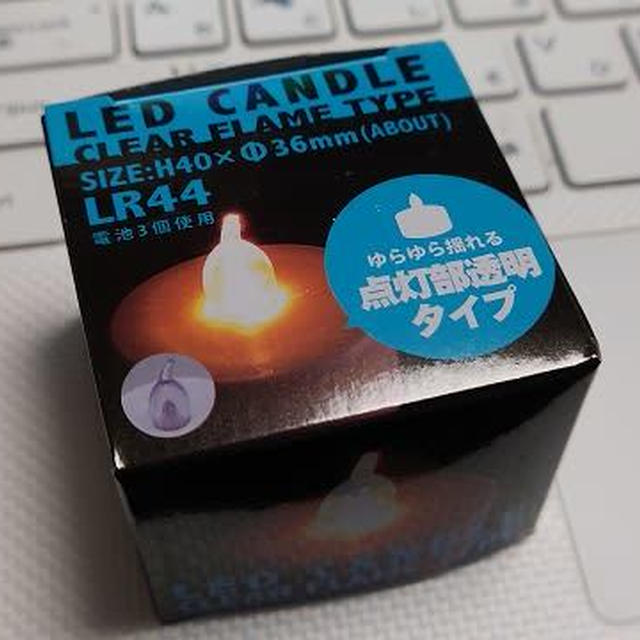 LED CANDLE
CLEAR FLAME TYPE
SIZE:H40×Φ36mm(ABOUT)
LR44
電池3個使用
ゆらゆら揺れる
点灯部透明
タイプ